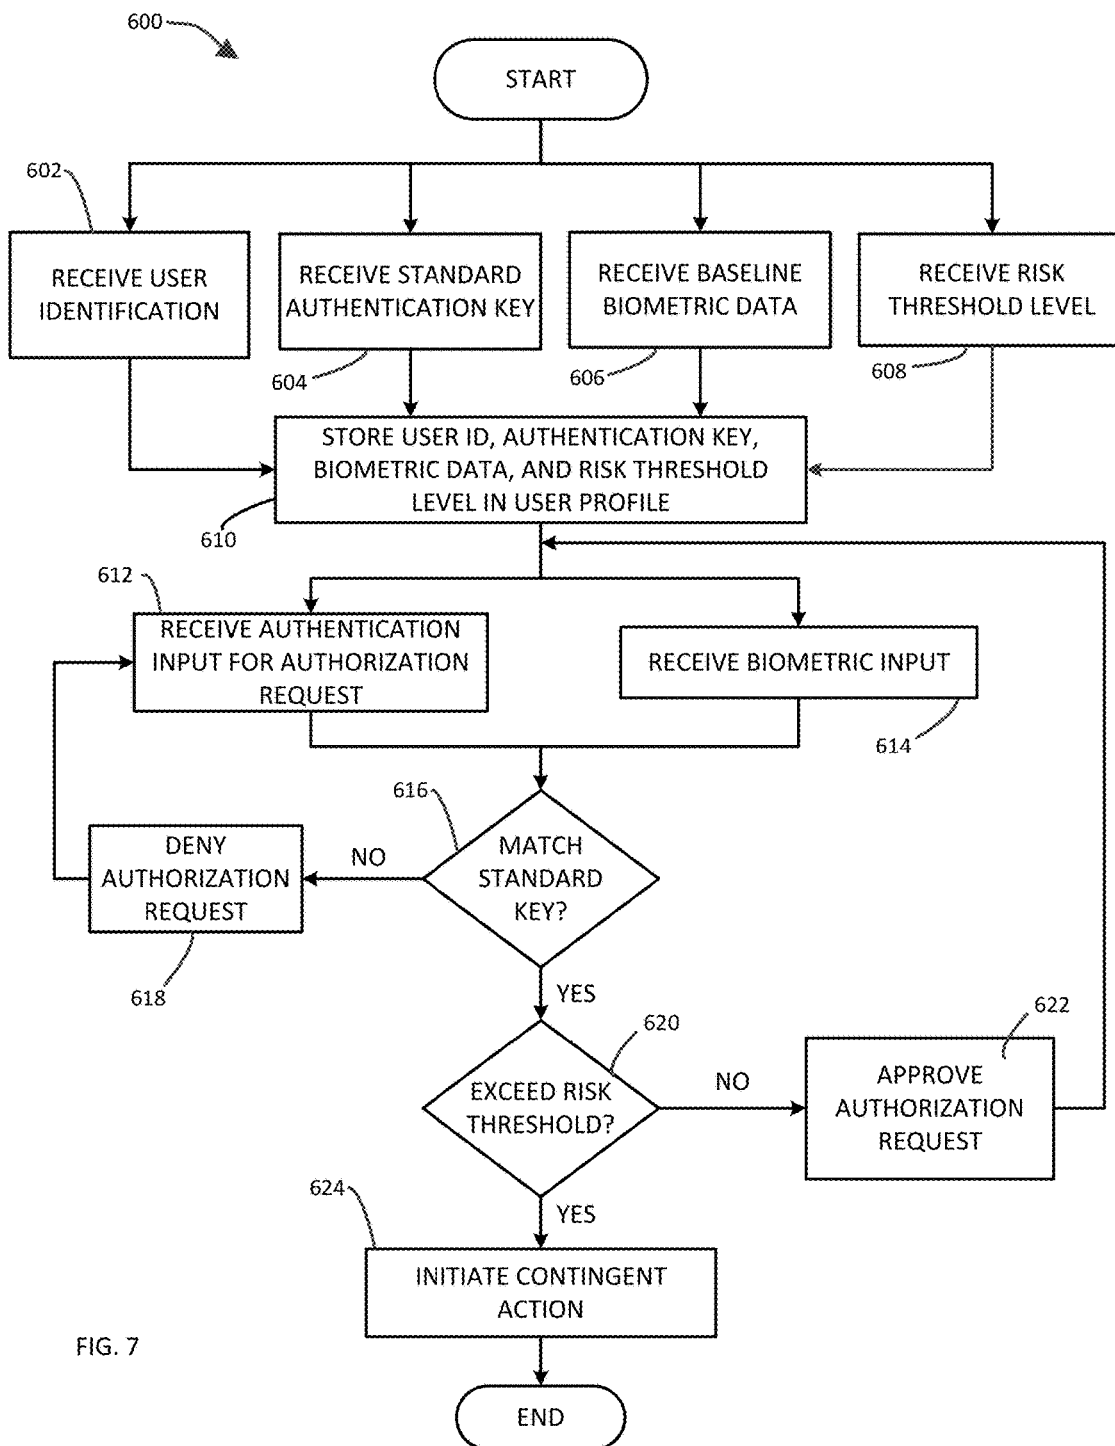 600
START
602
RECEIVE USER
IDENTIFICATION
RECEIVE STANDARD
AUTHENTICATION KEY
RECEIVE BASELINE
BIOMETRIC DATA
RECEIVE RISK
THRESHOLD LEVEL
604
606
608
STORE USER ID, AUTHENTICATION KEY,
BIOMETRIC DATA, AND RISK THRESHOLD
LEVEL IN USER PROFILE
610
612
RECEIVE AUTHENTICATION
INPUT FOR AUTHORIZATION
REQUEST
RECEIVE BIOMETRIC INPUT
614
616
MATCH
STANDARD
KEY?
NO
DENY
AUTHORIZATION
REQUEST
618
YES
620
EXCEED RISK
THRESHOLD?
NO
622
APPROVE
AUTHORIZATION
REQUEST
624
YES
INITIATE CONTINGENT
ACTION
FIG. 7
END